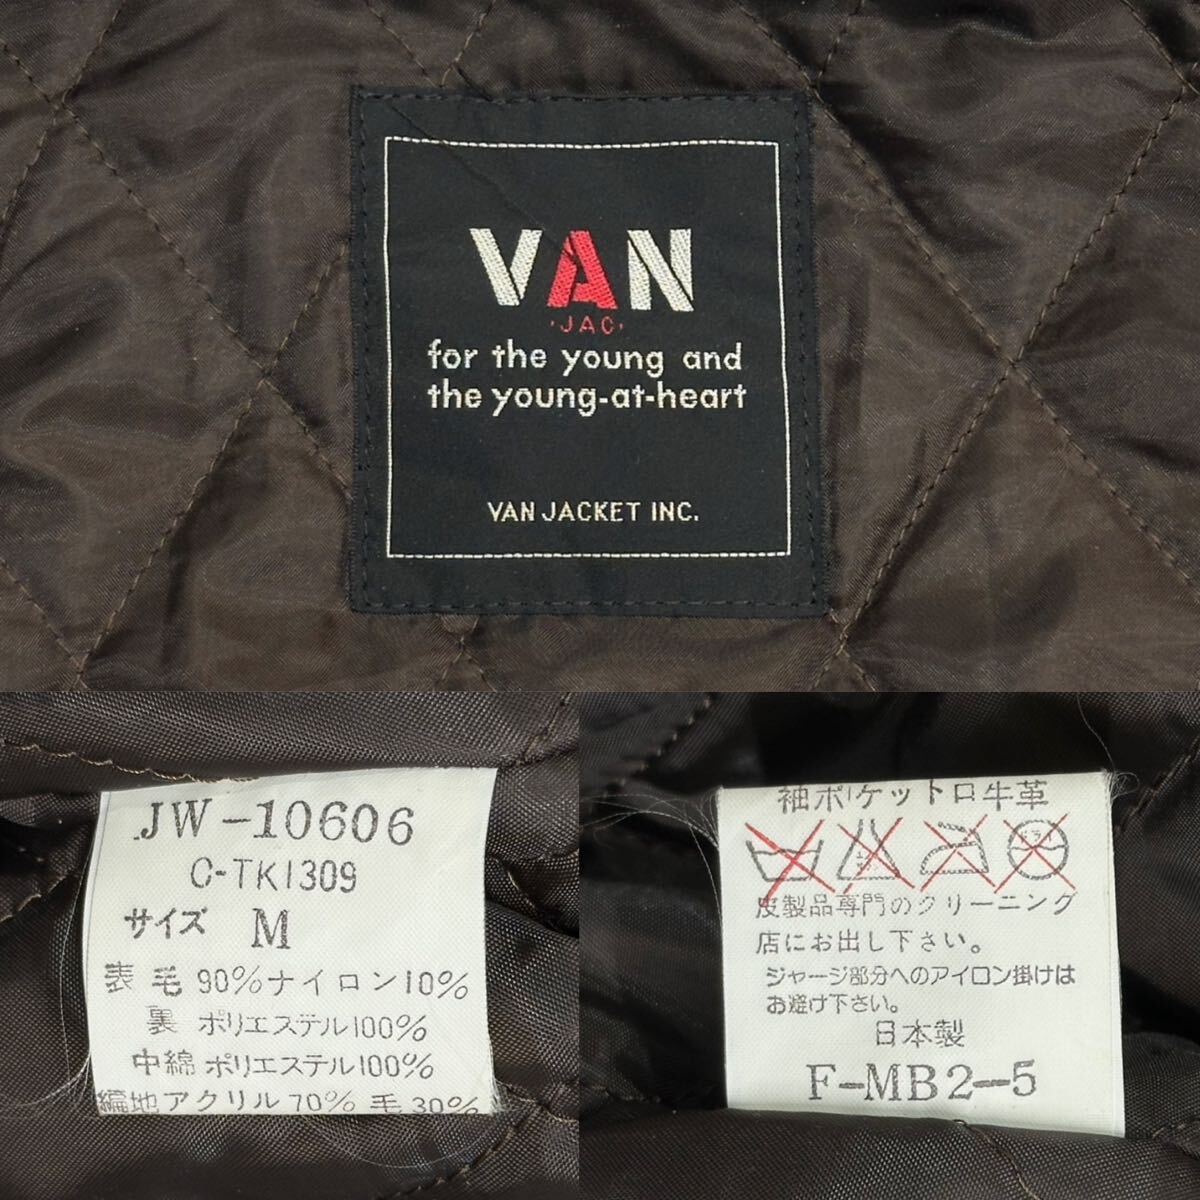 VAN
·JAC·
for the young and
the young-at-heart
VAN JACKET INC.
JW-10606
C-TK1309
サイズ M
表 毛 90%ナイロン10%
裏 ポリエステル100%
中綿 ポリエステル100%
編地アクリル 70% 毛 30%
袖ポケット口牛革
ドライ
皮製品専門のクリーニング
店にお出し下さい。
ジャージ部分へのアイロン掛けは
お避け下さい。
日本製
F-MB2-5